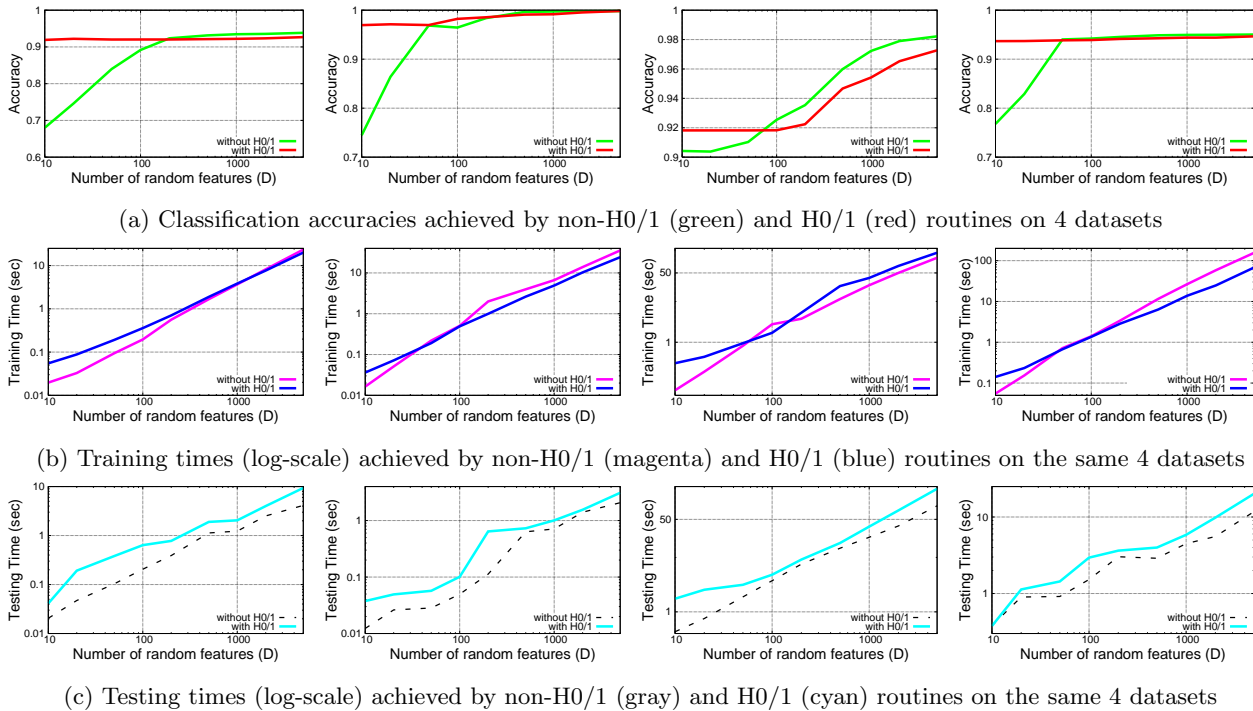 1
0.9
0.8
0.7
0.6
10
100
1000
Accuracy
Number of random features (D)
without H0/1
with H0/1
1
0.9
0.8
0.7
10
100
1000
Accuracy
Number of random features (D)
without H0/1
with H0/1
0.98
0.96
0.94
0.92
0.9
10
100
1000
Accuracy
Number of random features (D)
without H0/1
with H0/1
1
0.9
0.8
0.7
10
100
1000
Accuracy
Number of random features (D)
without H0/1
with H0/1
(a) Classification accuracies achieved by non-H0/1 (green) and H0/1 (red) routines on 4 datasets
10
1
0.1
0.01
10
100
1000
Training Time (sec)
Number of random features (D)
without H0/1
with H0/1
10
1
0.1
0.01
10
100
1000
Training Time (sec)
Number of random features (D)
without H0/1
with H0/1
50
1
10
100
1000
Training Time (sec)
Number of random features (D)
without H0/1
with H0/1
100
10
1
0.1
10
100
1000
Training Time (sec)
Number of random features (D)
without H0/1
with H0/1
(b) Training times (log-scale) achieved by non-H0/1 (magenta) and H0/1 (blue) routines on the same 4 datasets
10
1
0.1
0.01
10
100
1000
Testing Time (sec)
Number of random features (D)
without H0/1
with H0/1
1
0.1
0.01
10
100
1000
Testing Time (sec)
Number of random features (D)
without H0/1
with H0/1
50
1
10
100
1000
Testing Time (sec)
Number of random features (D)
without H0/1
with H0/1
10
1
10
100
1000
Testing Time (sec)
Number of random features (D)
without H0/1
with H0/1
(c) Testing times (log-scale) achieved by non-H0/1 (gray) and H0/1 (cyan) routines on the same 4 datasets